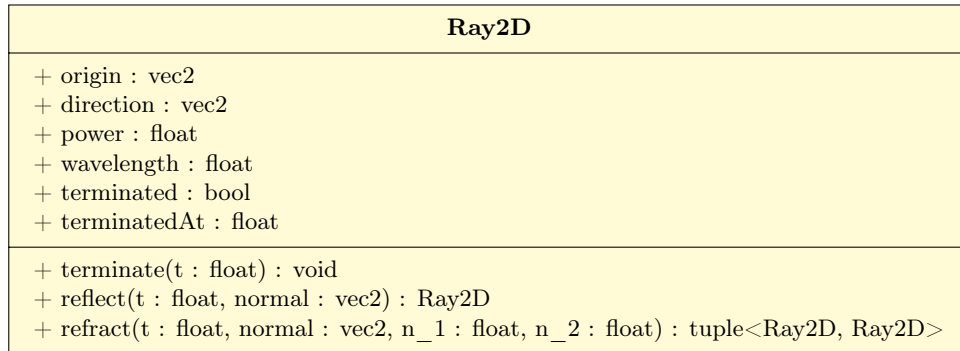 Ray2D
+ origin : vec2
+ direction : vec2
+ power : float
+ wavelength : float
+ terminated : bool
+ terminatedAt : float
+ terminate(t : float) : void
+ reflect(t : float, normal : vec2) : Ray2D
+ refract(t : float, normal : vec2, n_1 : float, n_2 : float) : tuple<Ray2D, Ray2D>